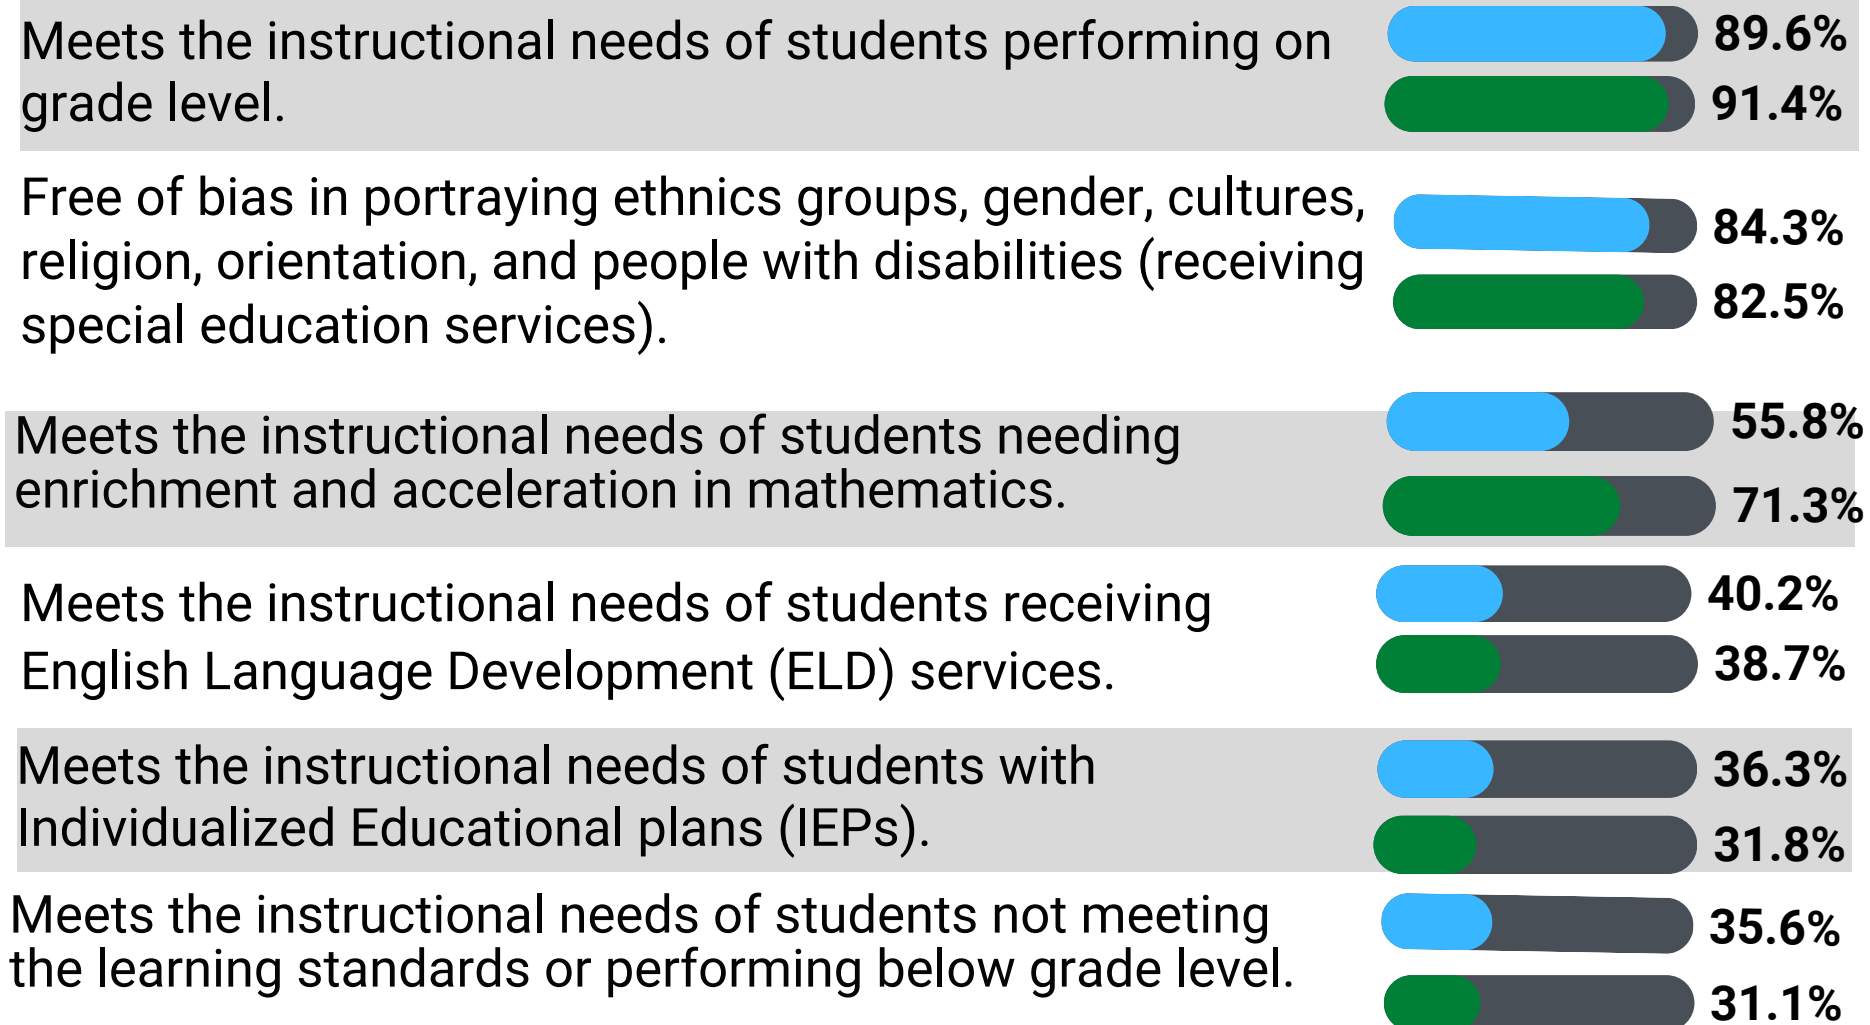 Meets the instructional needs of students performing on
grade level.
89.6%
91.4%
Free of bias in portraying ethnics groups, gender, cultures,
religion, orientation, and people with disabilities (receiving
special education services).
84.3%
82.5%
Meets the instructional needs of students needing
enrichment and acceleration in mathematics.
55.8%
71.3%
Meets the instructional needs of students receiving
English Language Development (ELD) services.
40.2%
38.7%
Meets the instructional needs of students with
Individualized Educational plans (IEPs).
36.3%
31.8%
Meets the instructional needs of students not meeting
the learning standards or performing below grade level.
35.6%
31.1%